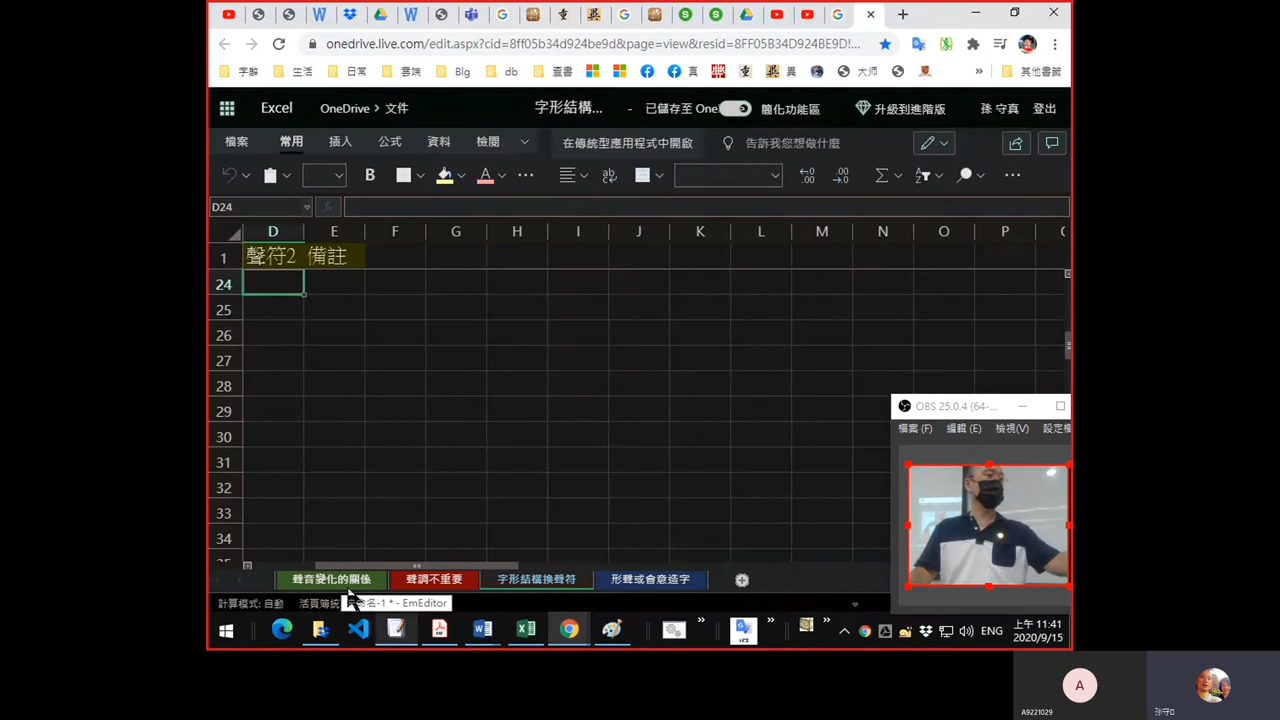 字辭 生活 日常 雲端 Blg db 查書 真 異 大师 其他書籤
onedrive.live.com/edit.aspx?cid=8ff05b34d924be9d&page=view&resid=8FF05B34D924BE9D!...
Excel OneDrive > 文件 字形結構... - 已儲存至 One 簡化功能區 升級到進階版 孫 守真 登出
檔案 常用 插入 公式 資料 檢閱 在傳統型應用程式中開啟 告訴我您想做什麼
D24
D E F G H I J K L M N O P
1 聲符2 備註
24
25
26
27
28
29
30
31
32
33
34
OBS 25.0.4 (64-...
檔案 (F) 編輯 (E) 檢視(V) 設定檔
聲音變化的關係 聲調不重要 字形結構換聲符 形聲或會意造字
計算模式: 自動 活頁簿統
- EmEditor
ENG
上午 11:41
2020/9/15
A
A9221029